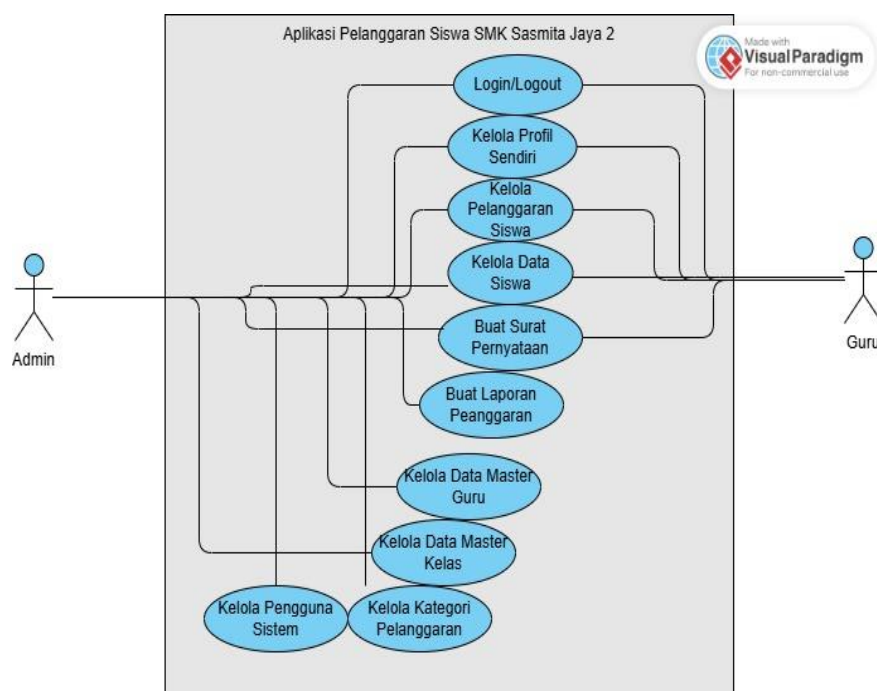 Aplikasi Pelanggaran Siswa SMK Sasmita Jaya 2
Made with
Visual Paradigm
For non-commercial use
Login/Logout
Kelola Profil
Sendiri
Kelola
Pelanggaran
Siswa
Kelola Data
Siswa
Admin
Guru
Buat Surat
Pernyataan
Buat Laporan
Peanggaran
Kelola Data Master
Guru
Kelola Data Master
Kelas
Kelola Pengguna
Sistem
Kelola Kategori
Pelanggaran